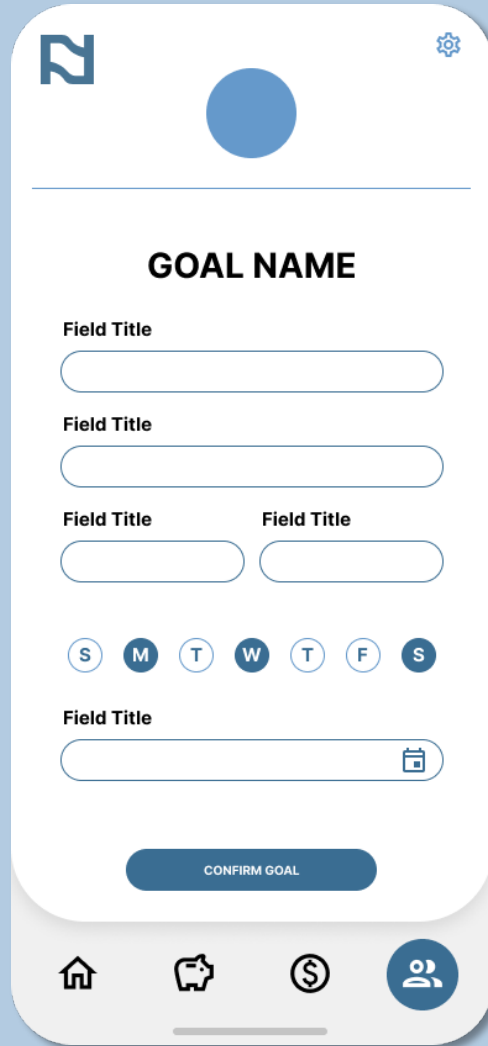 GOAL NAME
Field Title
Field Title
Field Title Field Title
S M T W T F S
Field Title
CONFIRM GOAL